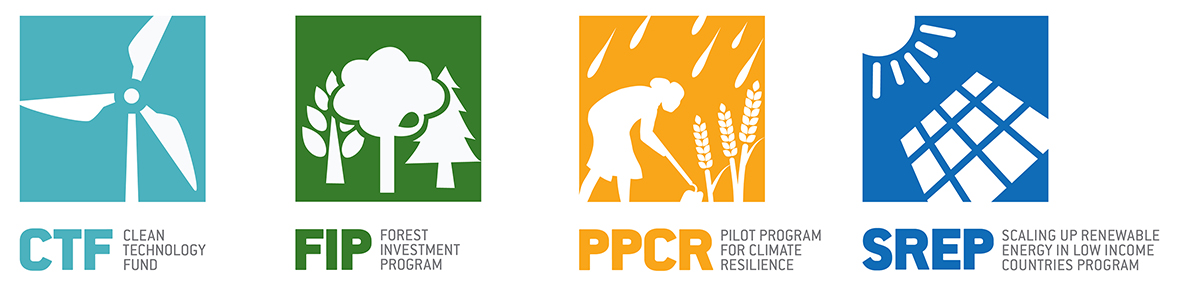 CTF
CLEAN
TECHNOLOGY
FUND
FIP
FOREST
INVESTMENT
PROGRAM
PPCR
PILOT PROGRAM
FOR CLIMATE
RESILIENCE
SREP
SCALING UP RENEWABLE
ENERGY IN LOW INCOME
COUNTRIES PROGRAM